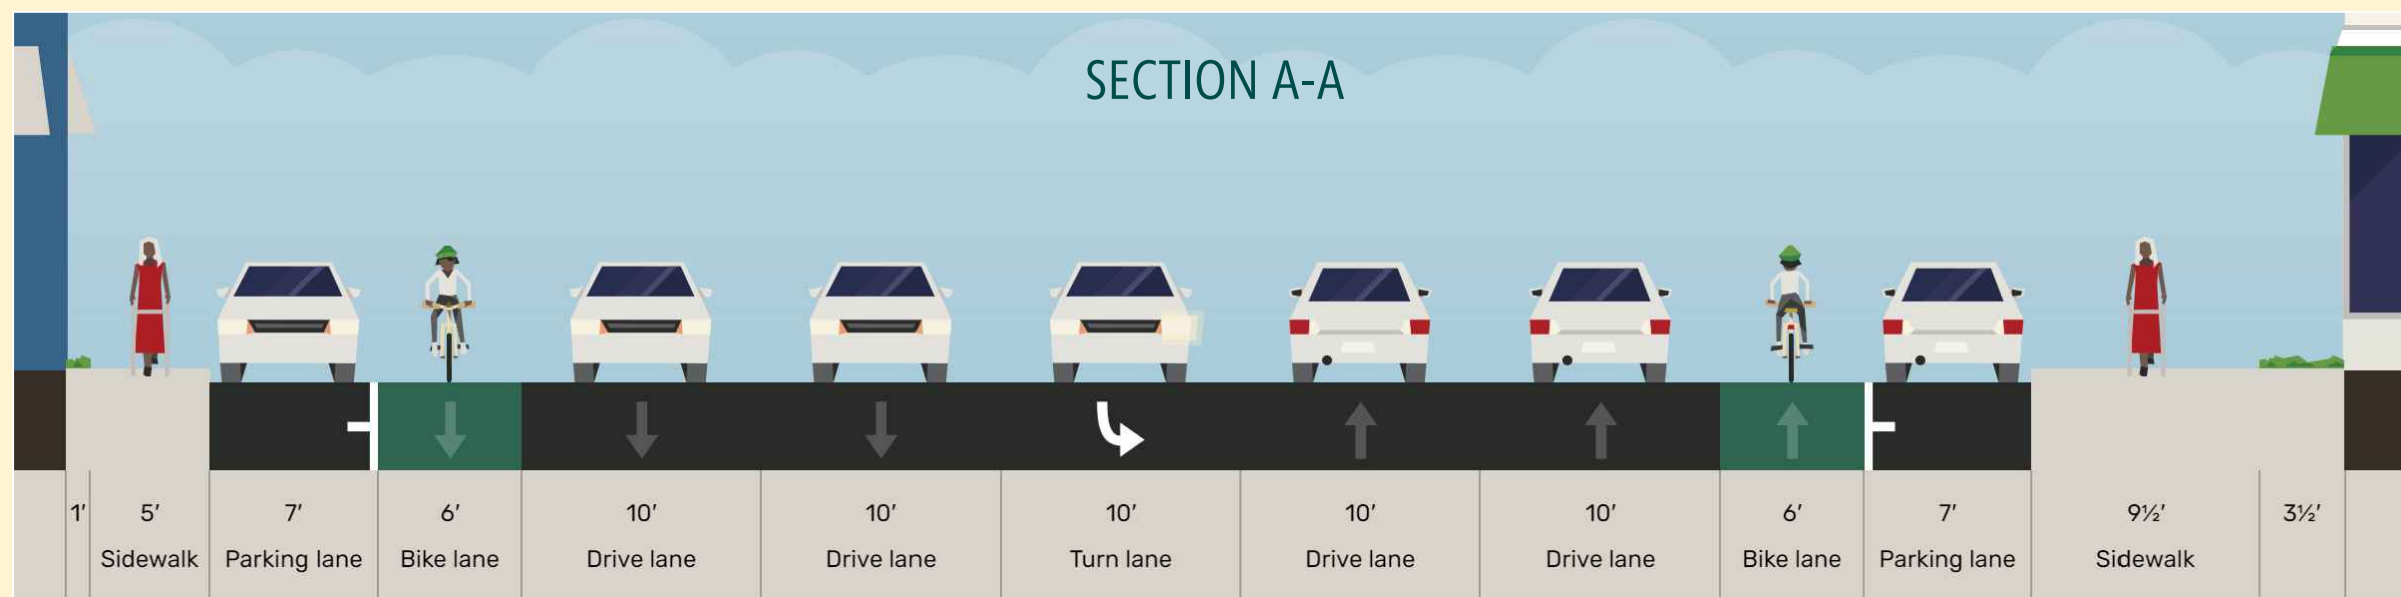 SECTION A-A
1' 5' 7' 6' 10' 10' 10' 10' 10' 6' 7' 9½' 3½'
Sidewalk Parking lane Bike lane Drive lane Drive lane Turn lane Drive lane Drive lane Bike lane Parking lane Sidewalk